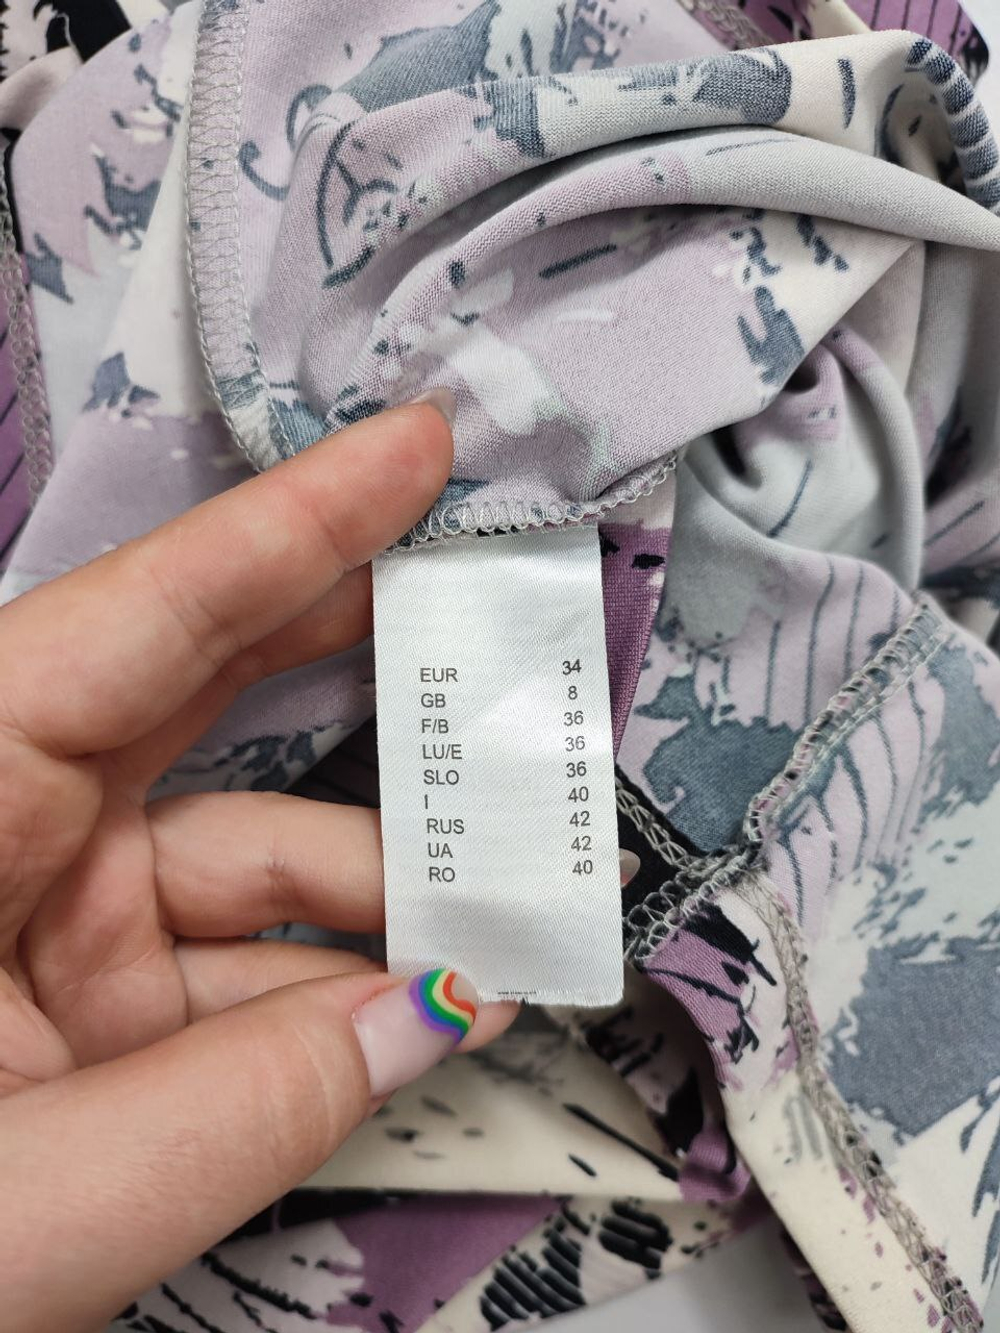 EUR 34
GB 8
F/B 36
LU/E 36
SLO 36
I 40
RUS 42
UA 42
RO 40